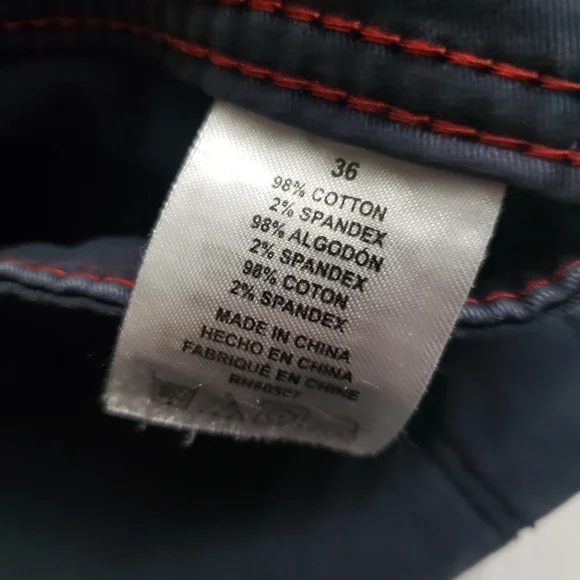 36
98% COTTON
2% SPANDEX
98% ALGODÓN
2% SPANDEX
98% COTON
2% SPANDEX
MADE IN CHINA
HECHO EN CHINA
FABRIQUÉ EN CHINE